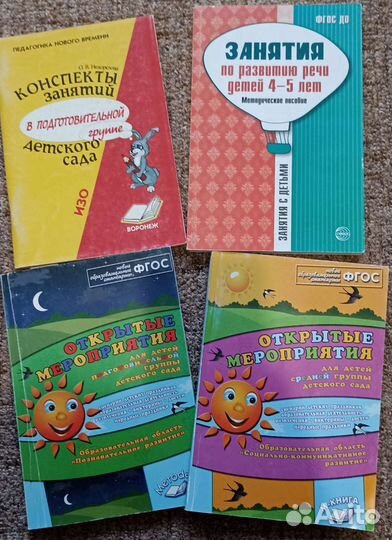 ПЕДАГОГИКА НОВОГО ВРЕМЕНИ
КОНСПЕКТЫ
занятий
В ПОДГОТОВИТЕЛЬНОЙ
группе
ДЕТСКОГО
САДА
ИЗО
ВОРОНЕЖ
ФГОС ДО
ЗАНЯТИЯ
по развитию речи
детей 4–5 лет
Методическое пособие
ЗАНЯТИЯ С ДЕТЬМИ
ФГОС
ОТКРЫТЫЕ
МЕРОПРИЯТИЯ
для детей
подготовительной
группы
детского сада
Образовательная область
«Познавательное развитие»
ФГОС
ОТКРЫТЫЕ
МЕРОПРИЯТИЯ
для детей
средней группы
детского сада
Образовательная область
«Социально-коммуникативное
развитие»
КНИГА
Avito